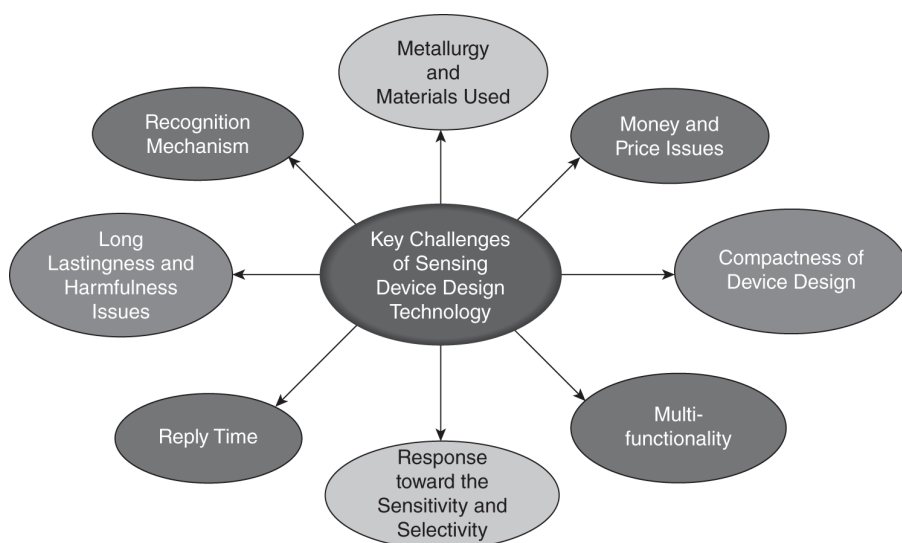 Metallurgy
and
Materials Used
Recognition
Mechanism
Money and
Price Issues
Long
Lastingness and
Harmfulness
Issues
Key Challenges
of Sensing
Device Design
Technology
Compactness of
Device Design
Reply Time
Multi-
functionality
Response
toward the
Sensitivity and
Selectivity